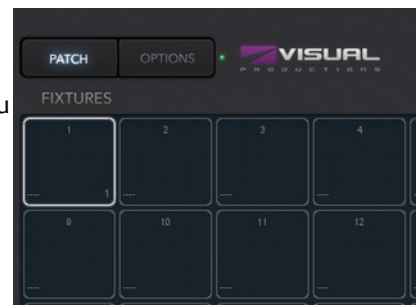 PATCH OPTIONS VISUAL
PRODUCTIONS
FIXTURES
u
1 2 3 4
---- 1 ---- ---- ----
9 10 11 12
---- ---- ---- ----